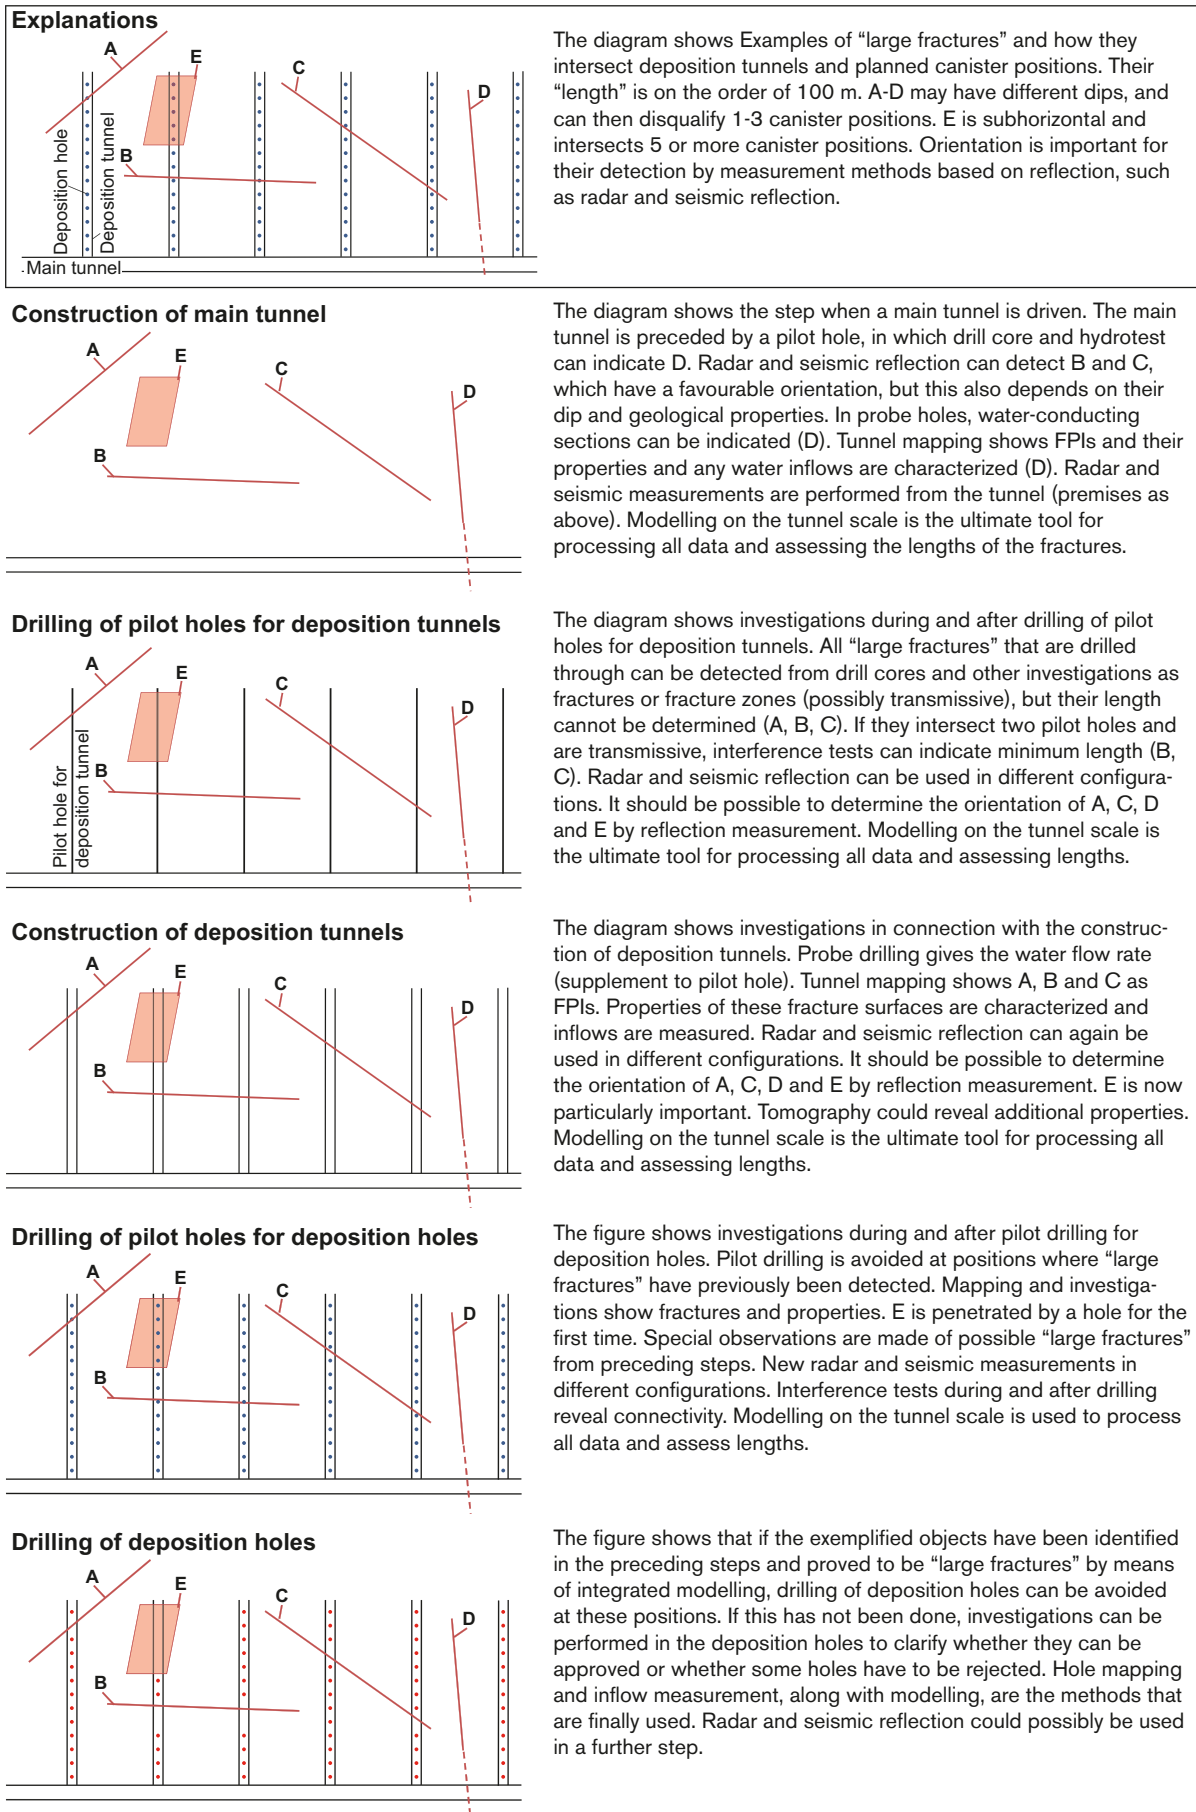 Explanations
A
E
C
D
B
Deposition hole
Deposition tunnel
Main tunnel
The diagram shows Examples of “large fractures” and how they
intersect deposition tunnels and planned canister positions. Their
“length” is on the order of 100 m. A-D may have different dips, and
can then disqualify 1-3 canister positions. E is subhorizontal and
intersects 5 or more canister positions. Orientation is important for
their detection by measurement methods based on reflection, such
as radar and seismic reflection.
Construction of main tunnel
A
E
C
D
B
The diagram shows the step when a main tunnel is driven. The main
tunnel is preceded by a pilot hole, in which drill core and hydrotest
can indicate D. Radar and seismic reflection can detect B and C,
which have a favourable orientation, but this also depends on their
dip and geological properties. In probe holes, water-conducting
sections can be indicated (D). Tunnel mapping shows FPIs and their
properties and any water inflows are characterized (D). Radar and
seismic measurements are performed from the tunnel (premises as
above). Modelling on the tunnel scale is the ultimate tool for
processing all data and assessing the lengths of the fractures.
Drilling of pilot holes for deposition tunnels
A
E
C
D
B
Pilot hole for
deposition tunnel
The diagram shows investigations during and after drilling of pilot
holes for deposition tunnels. All “large fractures” that are drilled
through can be detected from drill cores and other investigations as
fractures or fracture zones (possibly transmissive), but their length
cannot be determined (A, B, C). If they intersect two pilot holes and
are transmissive, interference tests can indicate minimum length (B,
C). Radar and seismic reflection can be used in different configura-
tions. It should be possible to determine the orientation of A, C, D
and E by reflection measurement. Modelling on the tunnel scale is
the ultimate tool for processing all data and assessing lengths.
Construction of deposition tunnels
A
E
C
D
B
The diagram shows investigations in connection with the construc-
tion of deposition tunnels. Probe drilling gives the water flow rate
(supplement to pilot hole). Tunnel mapping shows A, B and C as
FPIs. Properties of these fracture surfaces are characterized and
inflows are measured. Radar and seismic reflection can again be
used in different configurations. It should be possible to determine
the orientation of A, C, D and E by reflection measurement. E is now
particularly important. Tomography could reveal additional properties.
Modelling on the tunnel scale is the ultimate tool for processing all
data and assessing lengths.
Drilling of pilot holes for deposition holes
A
E
C
D
B
The figure shows investigations during and after pilot drilling for
deposition holes. Pilot drilling is avoided at positions where “large
fractures” have previously been detected. Mapping and investiga-
tions show fractures and properties. E is penetrated by a hole for the
first time. Special observations are made of possible “large fractures”
from preceding steps. New radar and seismic measurements in
different configurations. Interference tests during and after drilling
reveal connectivity. Modelling on the tunnel scale is used to process
all data and assess lengths.
Drilling of deposition holes
A
E
C
D
B
The figure shows that if the exemplified objects have been identified
in the preceding steps and proved to be “large fractures” by means
of integrated modelling, drilling of deposition holes can be avoided
at these positions. If this has not been done, investigations can be
performed in the deposition holes to clarify whether they can be
approved or whether some holes have to be rejected. Hole mapping
and inflow measurement, along with modelling, are the methods that
are finally used. Radar and seismic reflection could possibly be used
in a further step.